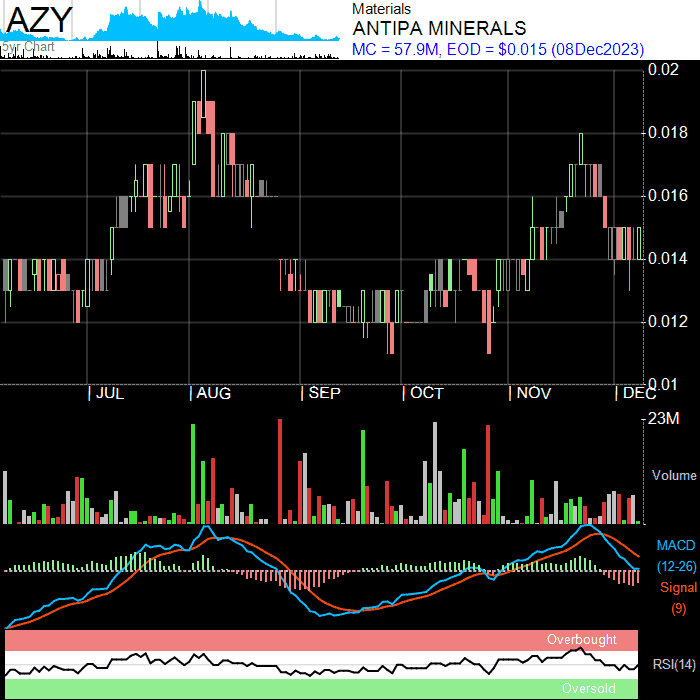 AZY
5yr Chart
Materials
ANTIPA MINERALS
MC = 57.9M, EOD = $0.015 (08Dec2023)
0.02
0.018
0.016
0.014
0.012
0.01
JUL AUG SEP OCT NOV DEC
23M
Volume
MACD
(12-26)
Signal
(9)
Overbought
RSI(14)
Oversold